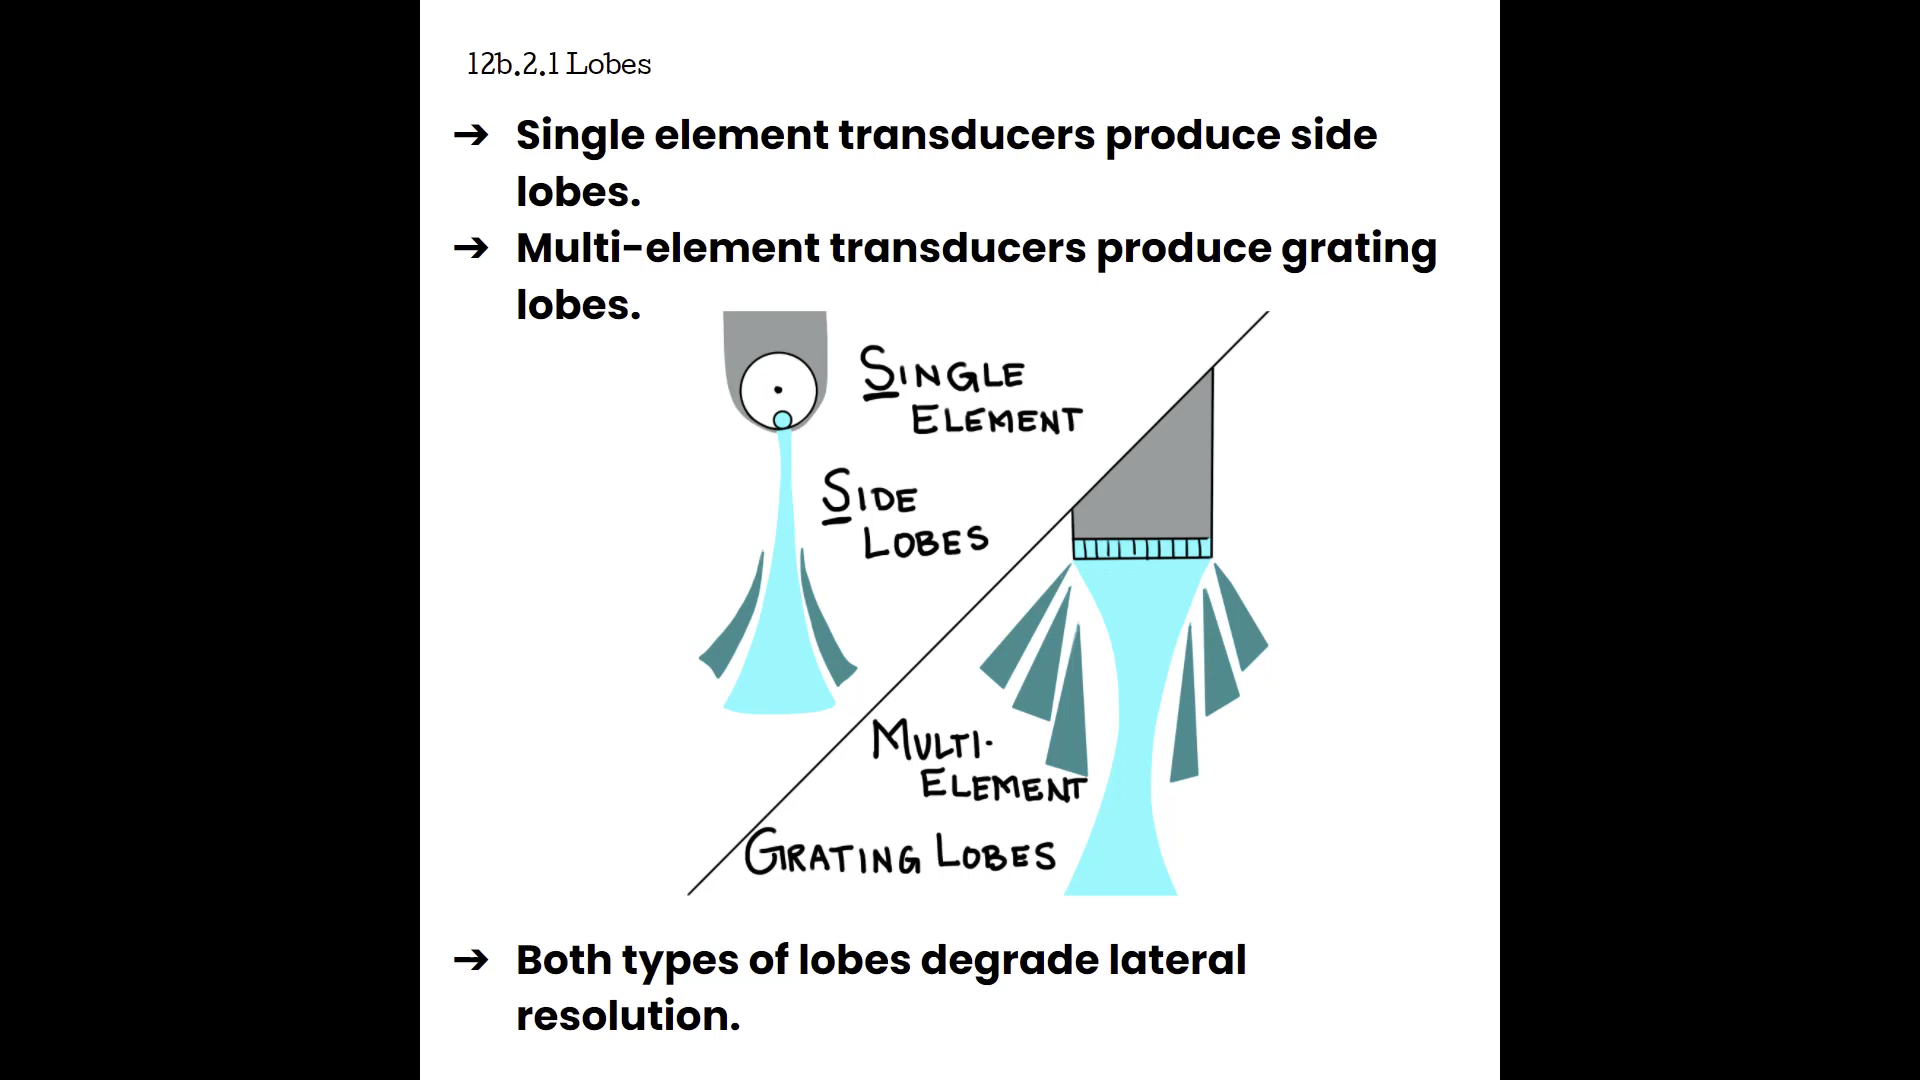 12b.2.1 Lobes
➔ Single element transducers produce side
lobes.
➔ Multi-element transducers produce grating
lobes.
SINGLE
ELEMENT
SIDE
LOBES
MULTI-
ELEMENT
GRATING LOBES
➔ Both types of lobes degrade lateral
resolution.